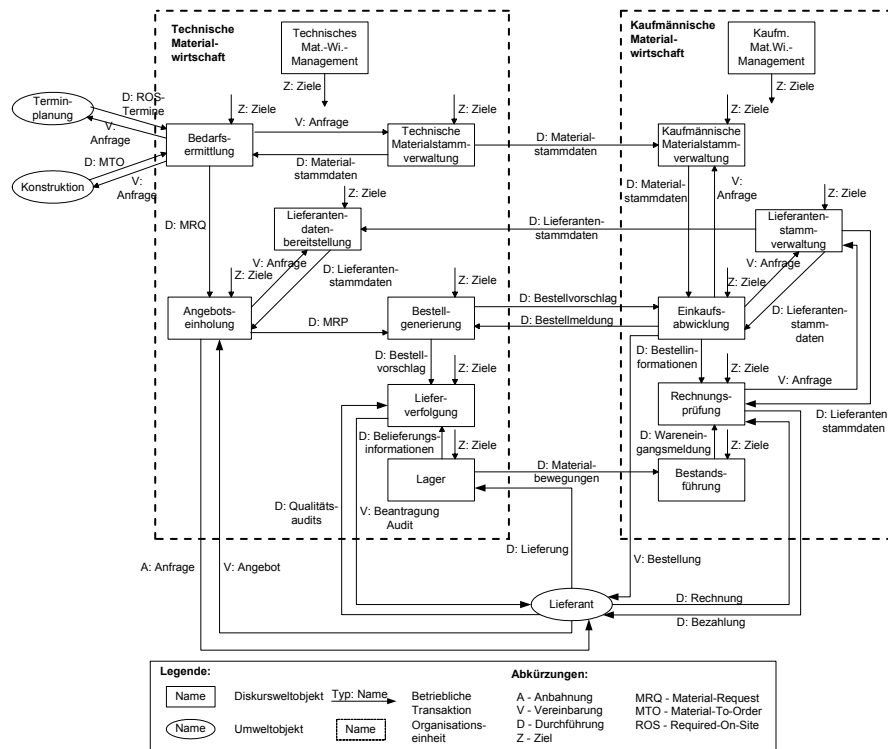 Technische
Material-
wirtschaft
Technisches
Mat.-Wi.-
Management
Z: Ziele
Kaufmännische
Material-
wirtschaft
Kaufm.
Mat.Wi.-
Management
Z: Ziele
Termin-
planung
D: ROS-
Termine
V:
Anfrage
D: MTO
Konstruktion
V:
Anfrage
Z: Ziele
Bedarfs-
ermittlung
V: Anfrage
D: Material-
stammdaten
Z: Ziele
Technische
Materialstamm-
verwaltung
D: Material-
stammdaten
Z: Ziele
Kaufmännische
Materialstamm-
verwaltung
D: Material-
stammdaten
V:
Anfrage
D: MRQ
Z: Ziele
Lieferanten-
daten-
bereitstellung
D: Lieferanten-
stammdaten
Z: Ziele
Lieferanten-
stamm-
verwaltung
V: Anfrage
D: Lieferanten-
stammdaten
V: Anfrage
D: Lieferanten-
stamm-
daten
Z: Ziele
Angebots-
einholung
D: MRP
Z: Ziele
Bestell-
generierung
D: Bestellvorschlag
D: Bestellmeldung
Z: Ziele
Einkaufs-
abwicklung
D: Bestell-
vorschlag
D: Bestellin-
formationen
Z: Ziele
Liefer-
verfolgung
Z: Ziele
Rechnungs-
prüfung
V: Anfrage
D: Lieferanten
stammdaten
D: Belieferungs-
informationen
Z: Ziele
Lager
D: Material-
bewegungen
D: Warenein-
gangsmeldung
Z: Ziele
Bestands-
führung
D: Qualitäts-
audits
V: Beantragung
Audit
D: Lieferung
A: Anfrage
V: Angebot
V: Bestellung
Lieferant
D: Rechnung
D: Bezahlung
Legende:
Name
Diskursweltobjekt
Typ: Name
Betriebliche
Transaktion
Name
Umweltobjekt
Name
Organisations-
einheit
Abkürzungen:
A - Anbahnung
V - Vereinbarung
D - Durchführung
Z - Ziel
MRQ - Material-Request
MTO - Material-To-Order
ROS - Required-On-Site